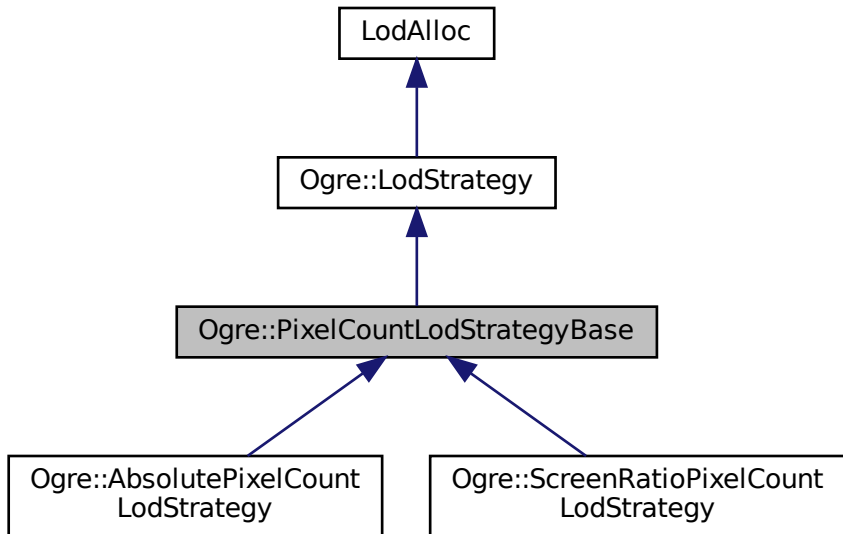 LodAlloc
Ogre::LodStrategy
Ogre::PixelCountLodStrategyBase
Ogre::AbsolutePixelCount
LodStrategy
Ogre::ScreenRatioPixelCount
LodStrategy